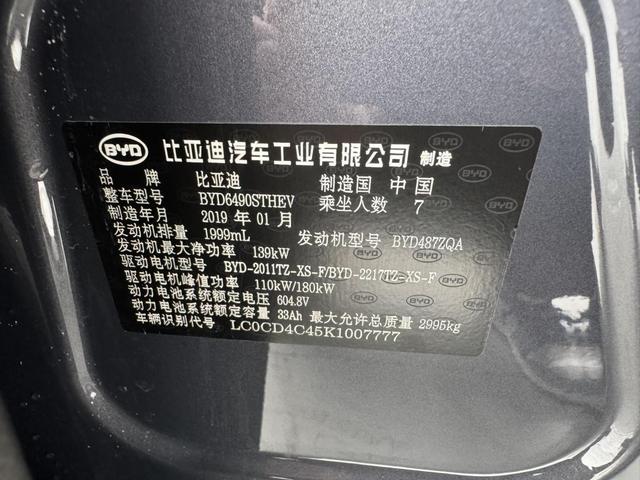 BYD 比亚迪汽车工业有限公司 制造
品牌 比亚迪 制造国 中国
整车型号 BYD6490STHEV 乘坐人数 7
制造年月 2019 年 01 月
发动机排量 1999mL 发动机型号 BYD487ZQA
发动机最大净功率 139kW
驱动电机型号 BYD-2011TZ-XS-F/BYD-2217TZ-XS-F
驱动电机峰值功率 110kW/180kW
动力电池系统额定电压 604.8V
动力电池系统额定容量 33Ah 最大允许总质量 2995kg
车辆识别代号 LC0CD4C45K1007777